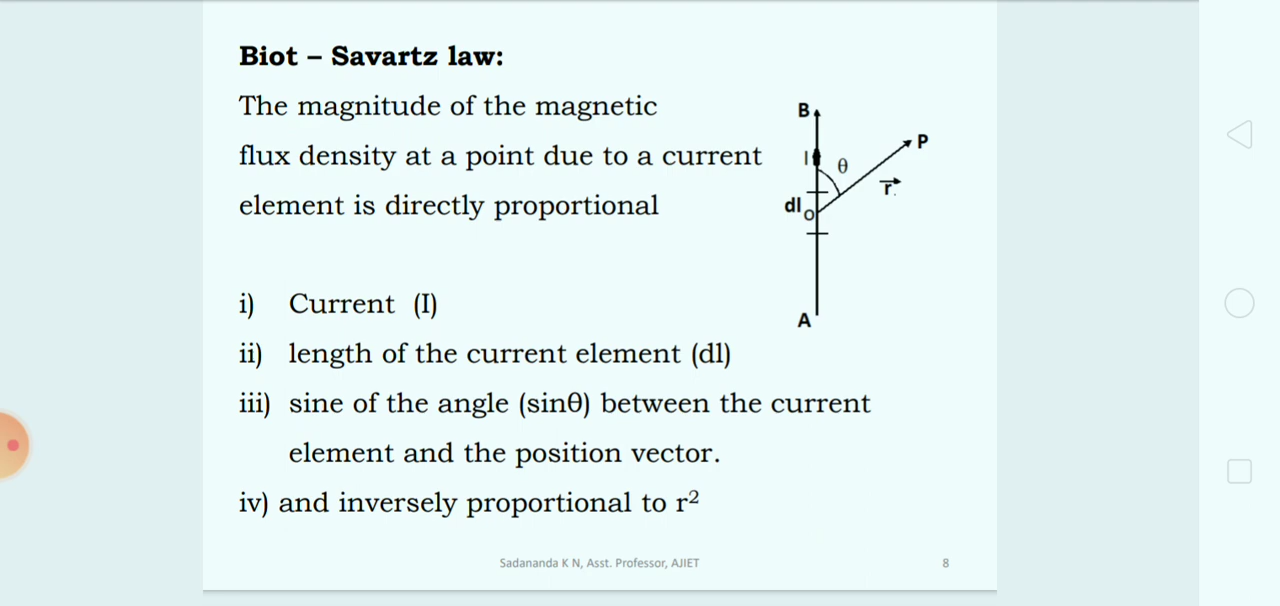 Biot – Savartz law:
The magnitude of the magnetic
flux density at a point due to a current
element is directly proportional
B
I
θ
P
r
dl
O
A
i) Current (I)
ii) length of the current element (dl)
iii) sine of the angle (sinθ) between the current
element and the position vector.
iv) and inversely proportional to r²
Sadananda K N, Asst. Professor, AJIET
8